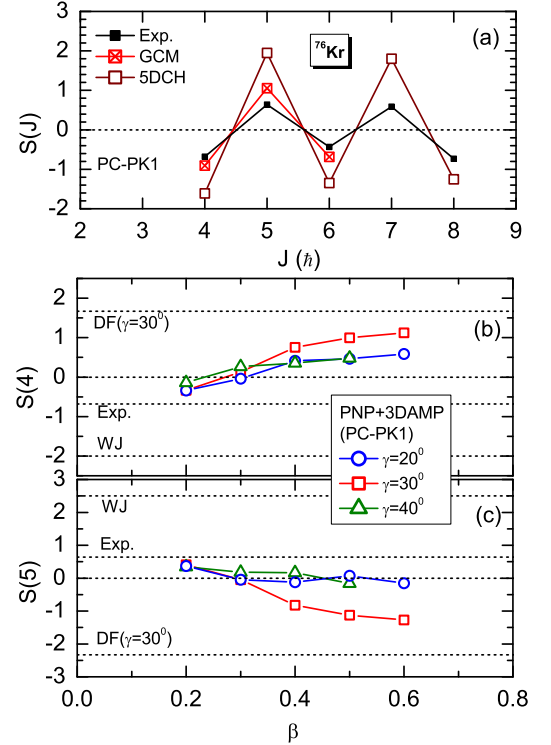 3
2
1
0
-1
-2
S(J)
Exp.
GCM
5DCH
⁷⁶Kr
(a)
PC-PK1
2 3 4 5 6 7 8 9
J (ħ)
2
1
0
-1
-2
S(4)
DF(γ=30⁰)
(b)
Exp.
WJ
PNP+3DAMP
(PC-PK1)
γ=20⁰
γ=30⁰
γ=40⁰
3
2
1
0
-1
-2
-3
S(5)
WJ
(c)
Exp.
DF(γ=30⁰)
0.0 0.2 0.4 0.6 0.8
β